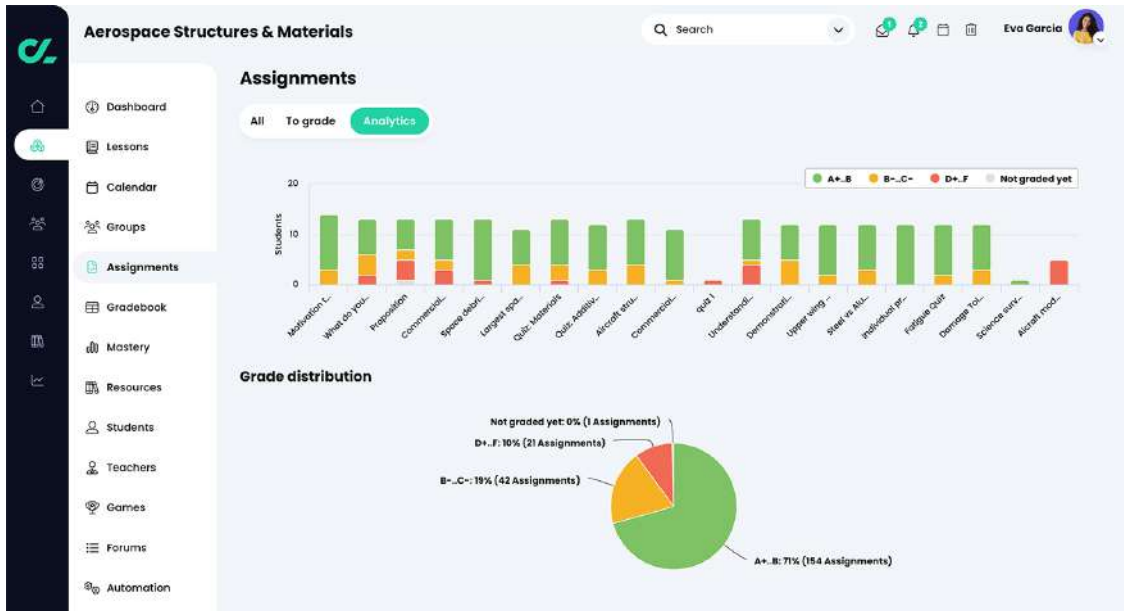 Aerospace Structures & Materials
Search
Eva Garcia
Dashboard
Lessons
Calendar
Groups
Assignments
Gradebook
Mastery
Resources
Students
Teachers
Games
Forums
Automation
Assignments
All To grade Analytics
A+..B B-..C- D+..F Not graded yet
Students
20
10
0
Motivation t...
What do you...
Proposition
Commercial...
Space debri...
Largest spa...
Quiz: Materials
Quiz: Additiv...
Aircraft stru...
Commercial...
quiz 1
Understandi...
Demonstrati...
Upper wing ...
Steel vs Alu...
Individual pr...
Fatigue Quiz
Damage Tol...
Science surv...
Aicraft mod...
Grade distribution
Not graded yet: 0% (1 Assignments)
D+..F: 10% (21 Assignments)
B-..C-: 19% (42 Assignments)
A+..B: 71% (154 Assignments)